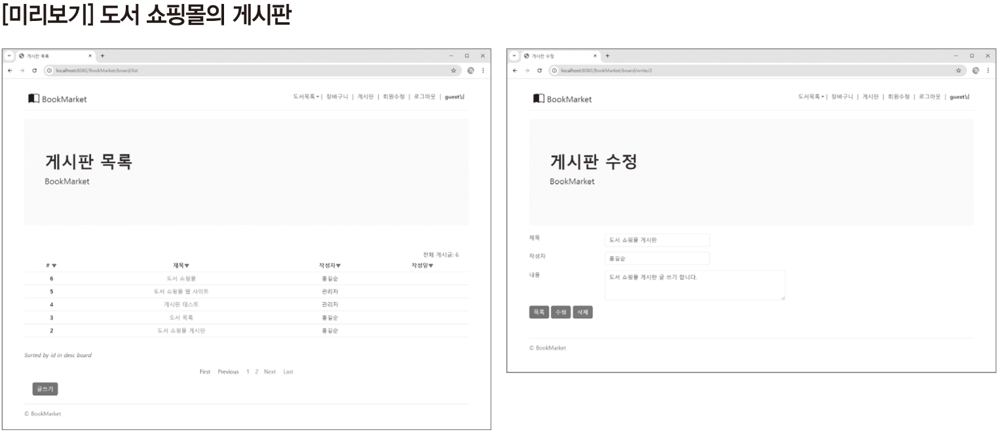 [미리보기] 도서 쇼핑몰의 게시판
게시판 목록
localhost:8080/BookMarket/board/list
BookMarket
도서목록 | 장바구니 | 게시판 | 회원수정 | 로그아웃 | guest님
게시판 목록
BookMarket
전체 게시글: 6
# ▼ 제목▼ 작성자▼ 작성일▼
6 도서 쇼핑몰 홍길순
5 도서 쇼핑몰 웹 사이트 관리자
4 게시판 테스트 관리자
3 도서 목록 홍길순
2 도서 쇼핑몰 게시판 홍길순
Sorted by id in desc board
First Previous 1 2 Next Last
글쓰기
© BookMarket
게시판 수정
localhost:8080/BookMarket/board/write/2
BookMarket
도서목록 | 장바구니 | 게시판 | 회원수정 | 로그아웃 | guest님
게시판 수정
BookMarket
제목 도서 쇼핑몰 게시판
작성자 홍길순
내용 도서 쇼핑몰 게시판 글 쓰기 합니다.
목록 수정 삭제
© BookMarket